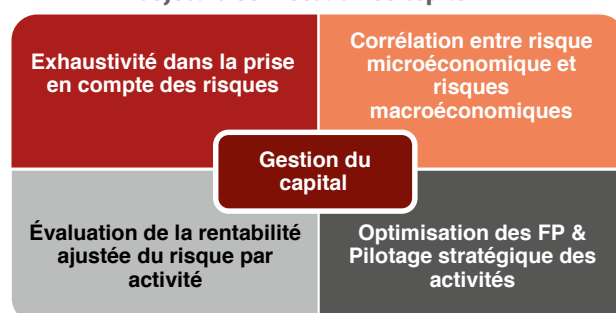 Exhaustivité dans la prise
en compte des risques
Corrélation entre risque
microéconomique et
risques
macroéconomiques
Gestion du
capital
Évaluation de la rentabilité
ajustée du risque par
activité
Optimisation des FP &
Pilotage stratégique des
activités